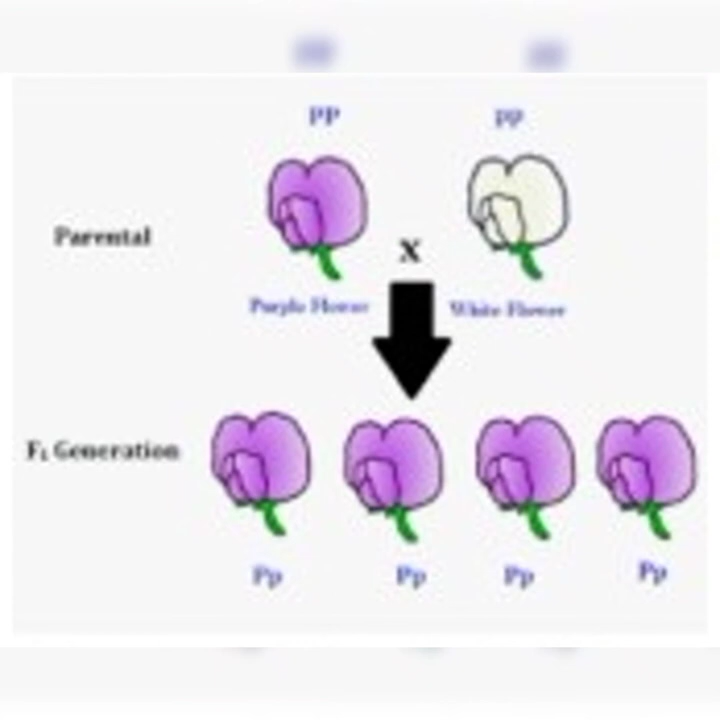 PP
pp
Parental
X
Purple Flower
White Flower
F₁ Generation
Pp
Pp
Pp
Pp